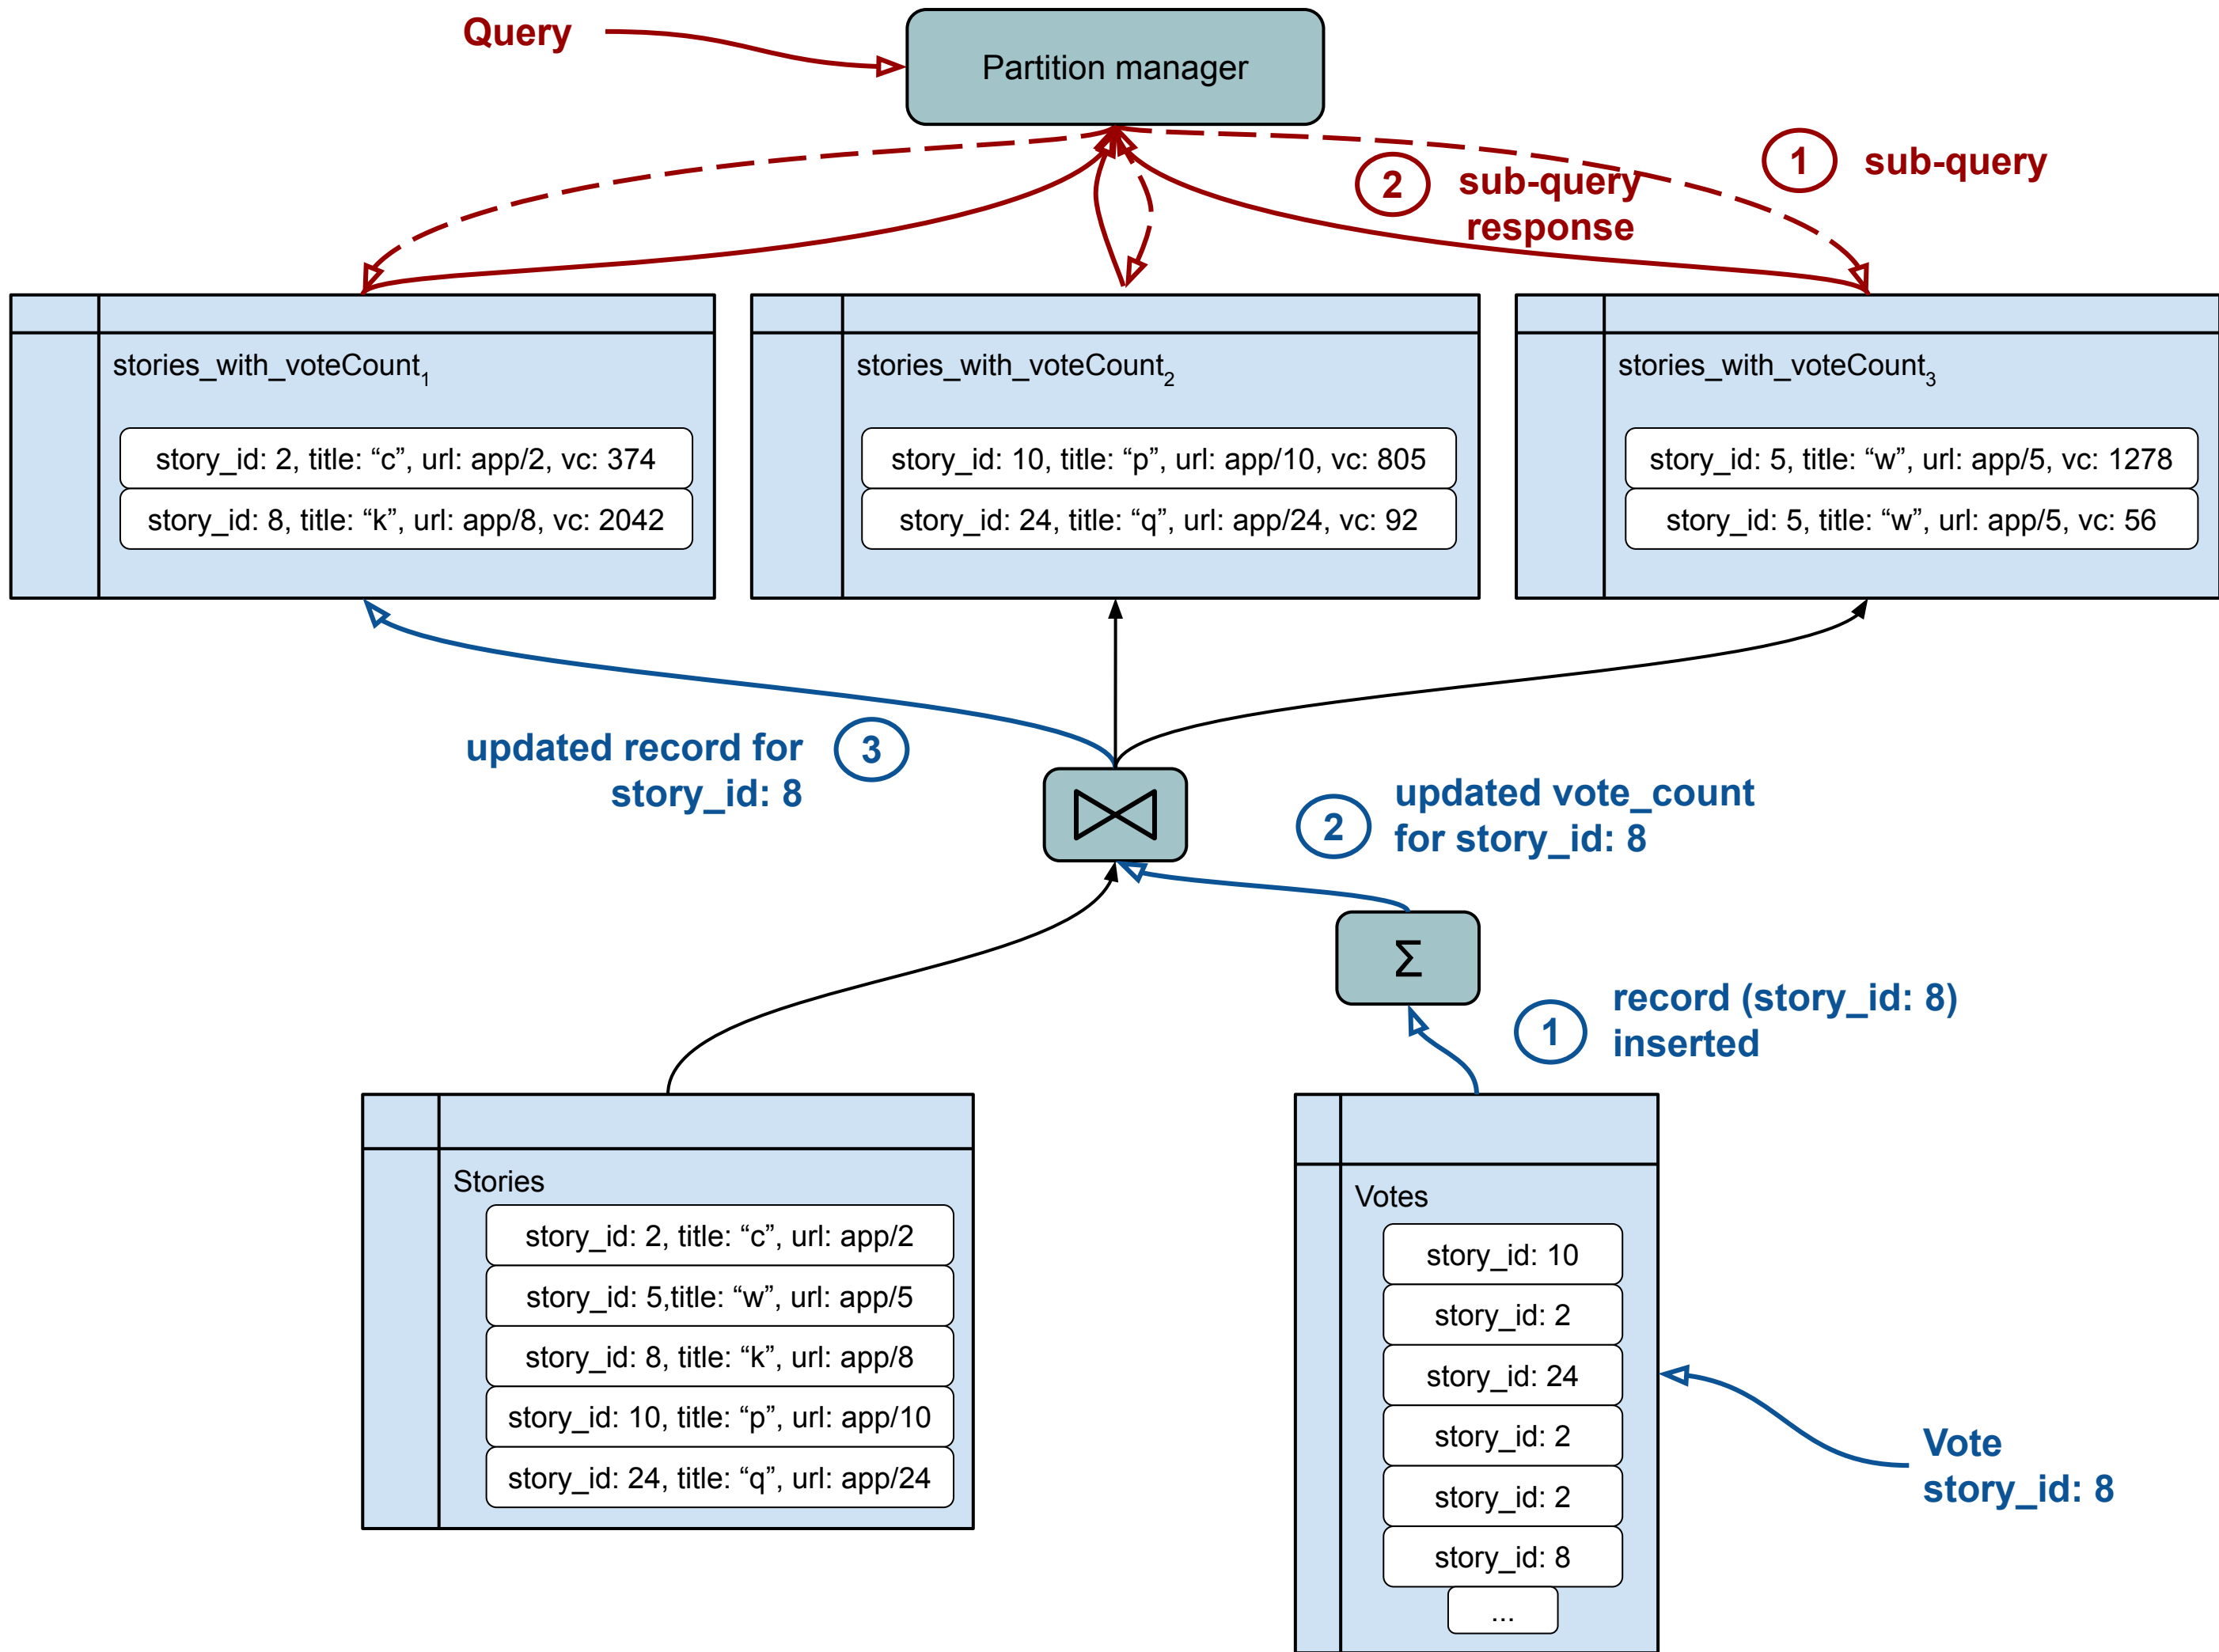 Query
Partition manager
1 sub-query
2 sub-query
response
stories_with_voteCount1
story_id: 2, title: “c”, url: app/2, vc: 374
story_id: 8, title: “k”, url: app/8, vc: 2042
stories_with_voteCount2
story_id: 10, title: “p”, url: app/10, vc: 805
story_id: 24, title: “q”, url: app/24, vc: 92
stories_with_voteCount3
story_id: 5, title: “w”, url: app/5, vc: 1278
story_id: 5, title: “w”, url: app/5, vc: 56
updated record for 3
story_id: 8
2 updated vote_count
for story_id: 8
Σ
1 record (story_id: 8)
inserted
Stories
story_id: 2, title: “c”, url: app/2
story_id: 5,title: “w”, url: app/5
story_id: 8, title: “k”, url: app/8
story_id: 10, title: “p”, url: app/10
story_id: 24, title: “q”, url: app/24
Votes
story_id: 10
story_id: 2
story_id: 24
story_id: 2
story_id: 2
story_id: 8
...
Vote
story_id: 8